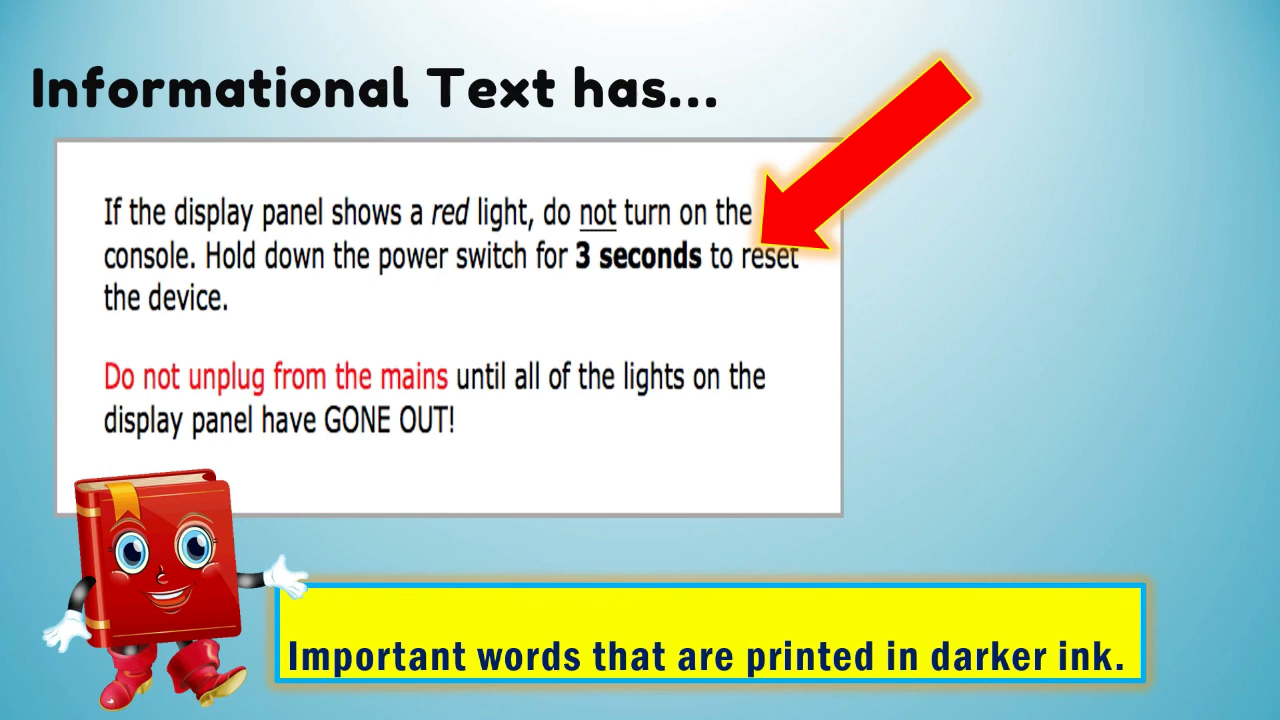 Informational Text has...
If the display panel shows a red light, do not turn on the
console. Hold down the power switch for 3 seconds to reset
the device.
Do not unplug from the mains until all of the lights on the
display panel have GONE OUT!
Important words that are printed in darker ink.